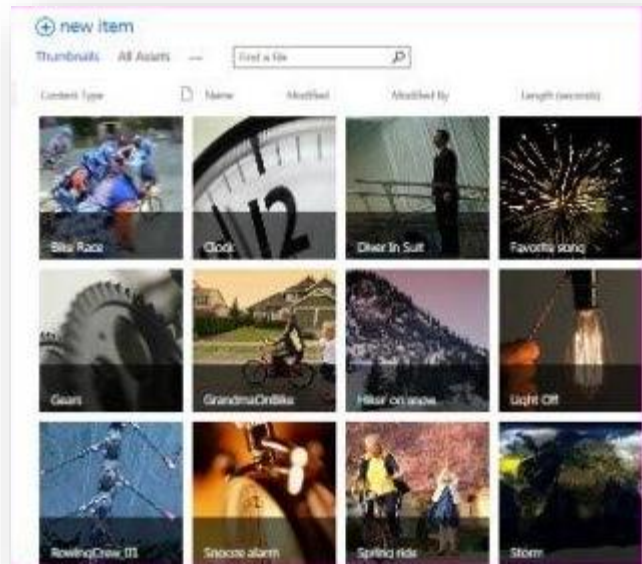 new item
Thumbnails All Assets ...
Find a file
Content Type Name Modified Modified By Length (seconds)
Bike Race Clock Diver In Suit Favorite song
Gears GrandmaOnBike Hiker on snow Light Off
RowingCrew_01 Snooze alarm Spring ride Storm